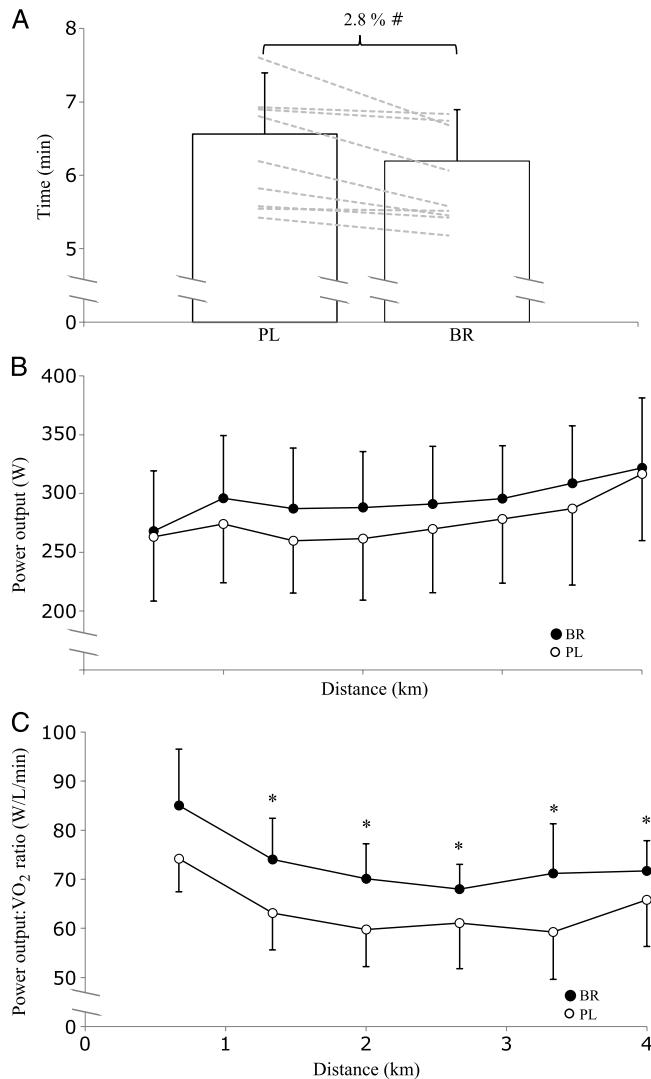 A
2.8 % #
8
7
6
5
0
Time (min)
PL BR
B
400
350
300
250
200
Power output (W)
BR
PL
Distance (km)
C
100
90
80
70
60
50
0
Power output:VO₂ ratio (W/L/min)
* * * * *
BR
PL
0 1 2 3 4
Distance (km)